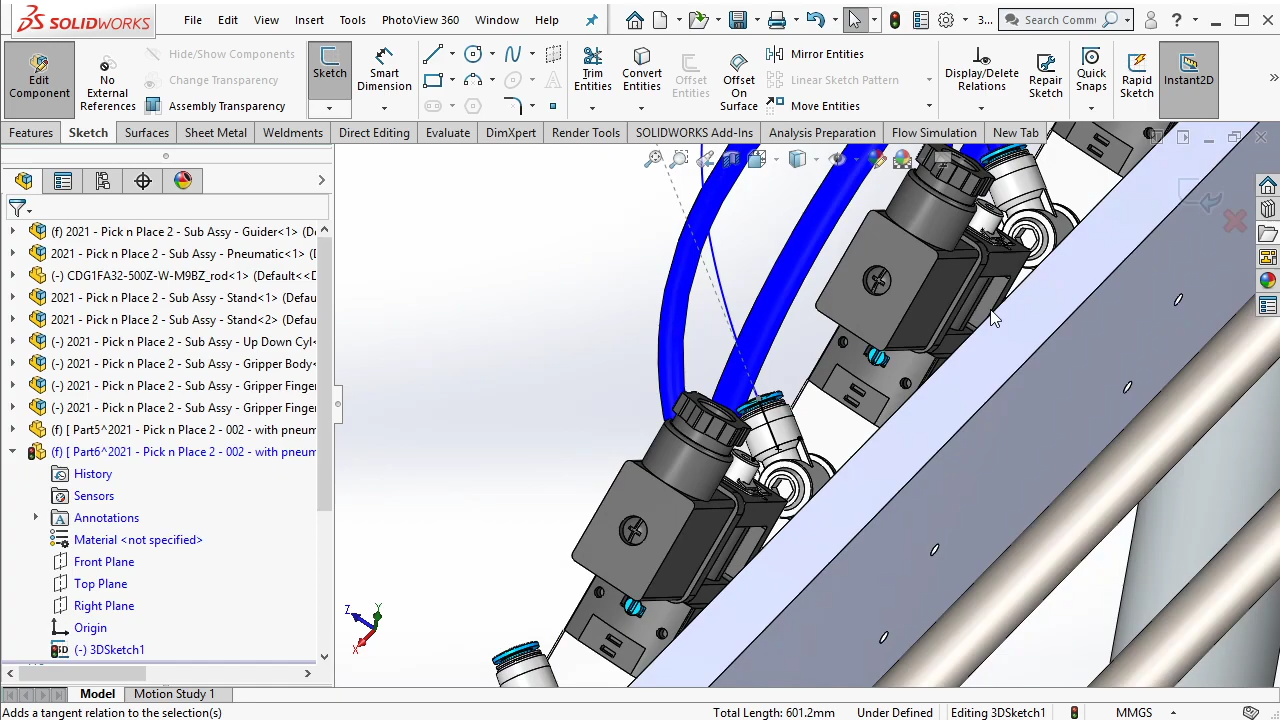 SOLIDWORKS
File Edit View Insert Tools PhotoView 360 Window Help
3... Search Commu
Edit Component
No External References
Hide/Show Components
Change Transparency
Assembly Transparency
Sketch
Smart Dimension
Trim Entities
Convert Entities
Offset Entities
Offset On Surface
Mirror Entities
Linear Sketch Pattern
Move Entities
Display/Delete Relations
Repair Sketch
Quick Snaps
Rapid Sketch
Instant2D
Features Sketch Surfaces Sheet Metal Weldments Direct Editing Evaluate DimXpert Render Tools SOLIDWORKS Add-Ins Analysis Preparation Flow Simulation New Tab
(f) 2021 - Pick n Place 2 - Sub Assy - Guider<1> (De
2021 - Pick n Place 2 - Sub Assy - Pneumatic<1> (D
(-) CDG1FA32-500Z-W-M9BZ_rod<1> (Default<<D
2021 - Pick n Place 2 - Sub Assy - Stand<1> (Defau
2021 - Pick n Place 2 - Sub Assy - Stand<2> (Defau
(-) 2021 - Pick n Place 2 - Sub Assy - Up Down Cyl<
(-) 2021 - Pick n Place 2 - Sub Assy - Gripper Body<
(-) 2021 - Pick n Place 2 - Sub Assy - Gripper Finger
(-) 2021 - Pick n Place 2 - Sub Assy - Gripper Finger
(f) [ Part5^2021 - Pick n Place 2 - 002 - with pneum
(f) [ Part6^2021 - Pick n Place 2 - 002 - with pneum
History
Sensors
Annotations
Material <not specified>
Front Plane
Top Plane
Right Plane
Origin
(-) 3DSketch1
Z Y X
Model Motion Study 1
Adds a tangent relation to the selection(s) Total Length: 601.2mm Under Defined Editing 3DSketch1 MMGS